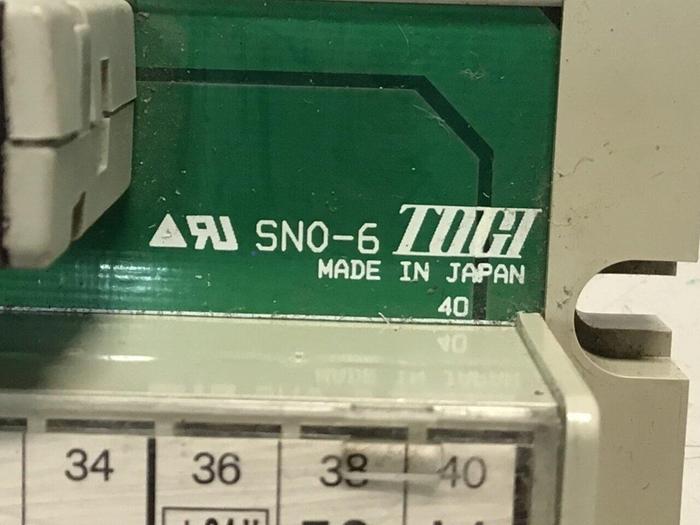 SNO-6 TOGI
MADE IN JAPAN
40
34 36 38 40